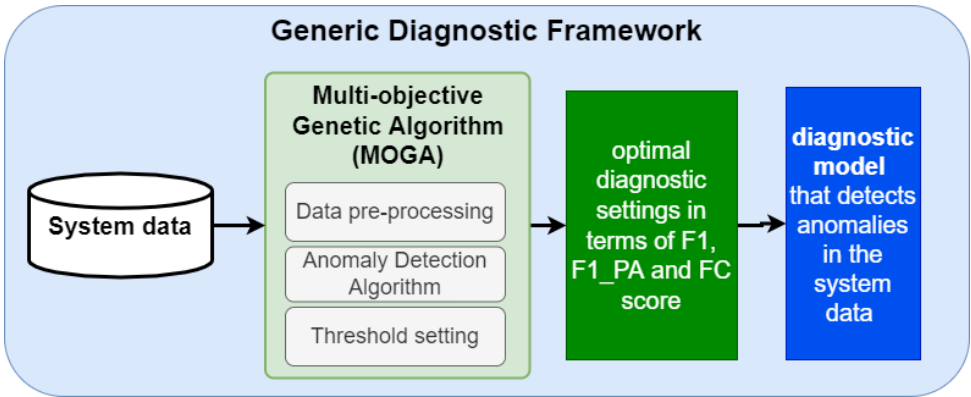 Generic Diagnostic Framework
System data
Multi-objective
Genetic Algorithm
(MOGA)
Data pre-processing
Anomaly Detection
Algorithm
Threshold setting
optimal
diagnostic
settings in
terms of F1,
F1_PA and FC
score
diagnostic
model
that detects
anomalies
in the
system
data